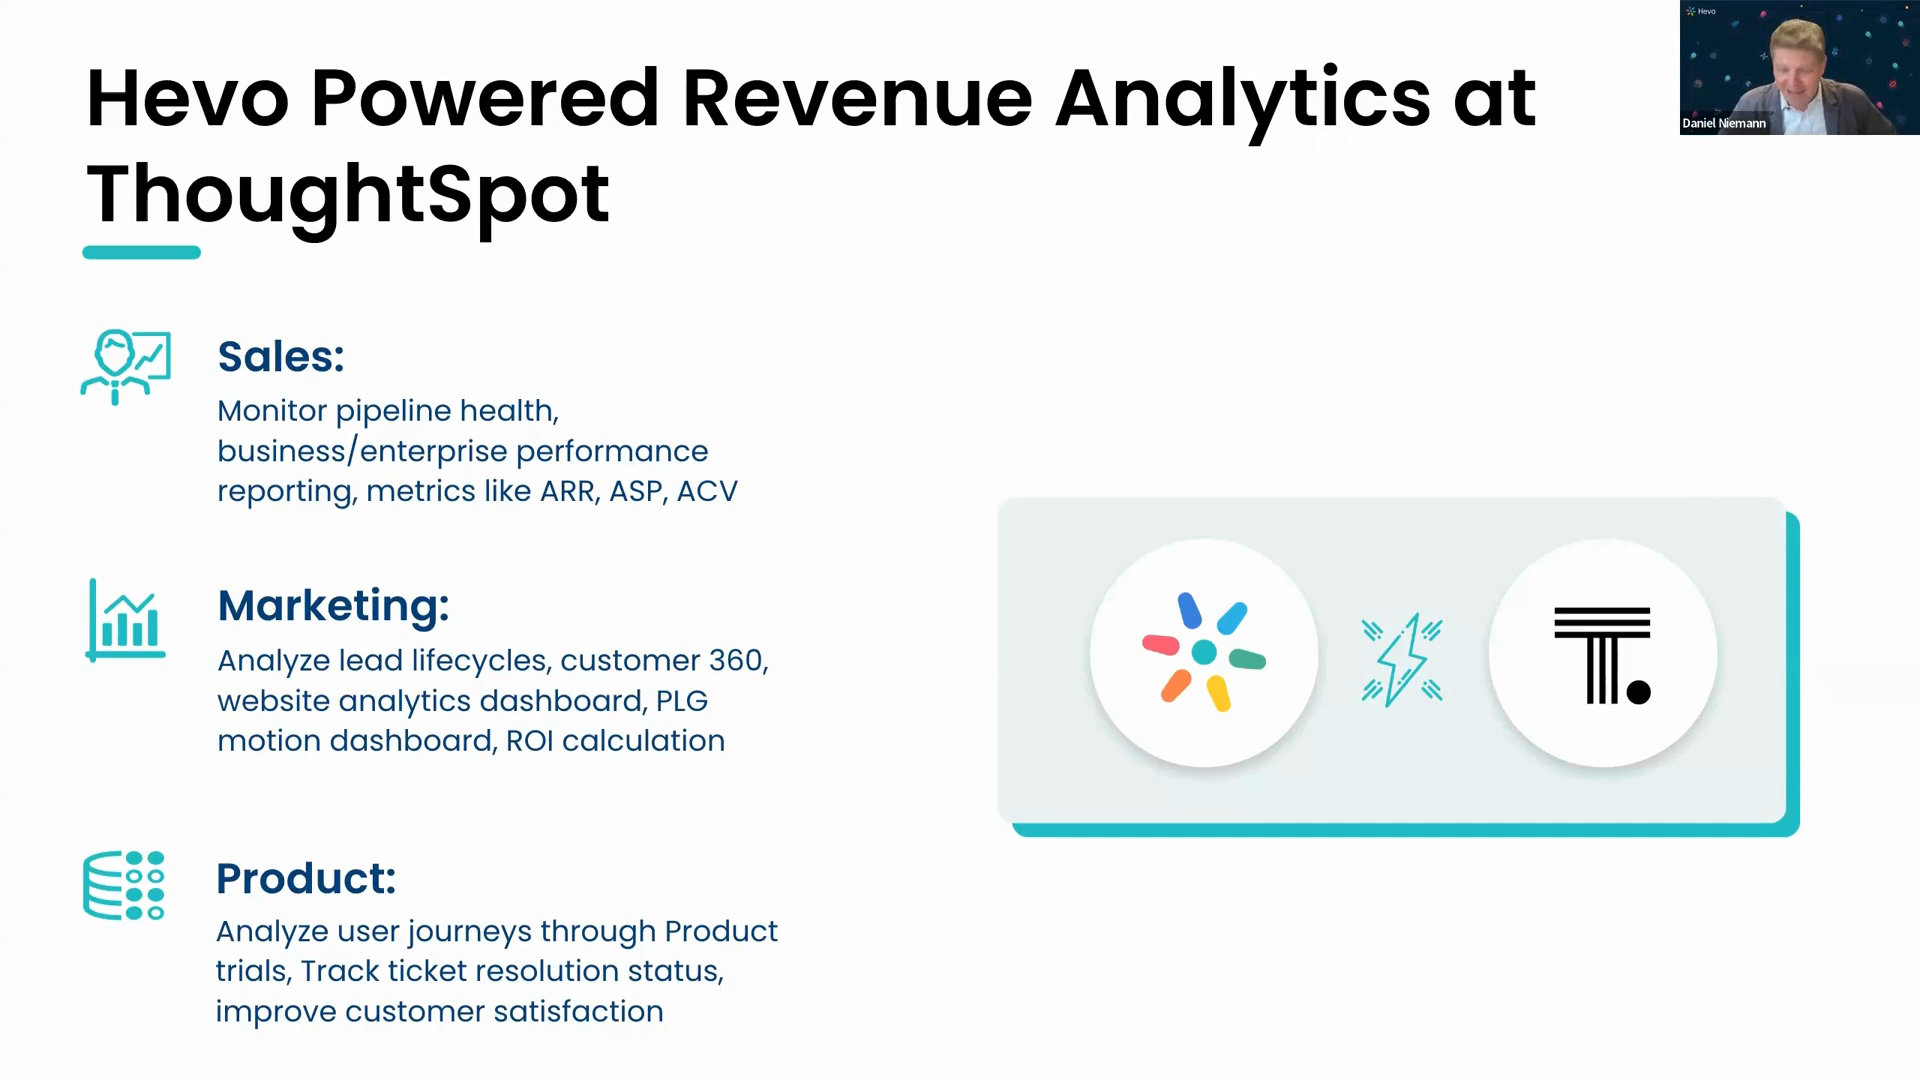 Hevo Powered Revenue Analytics at
ThoughtSpot
Hevo
Daniel Niemann
Sales:
Monitor pipeline health,
business/enterprise performance
reporting, metrics like ARR, ASP, ACV
Marketing:
Analyze lead lifecycles, customer 360,
website analytics dashboard, PLG
motion dashboard, ROI calculation
Product:
Analyze user journeys through Product
trials, Track ticket resolution status,
improve customer satisfaction
T.